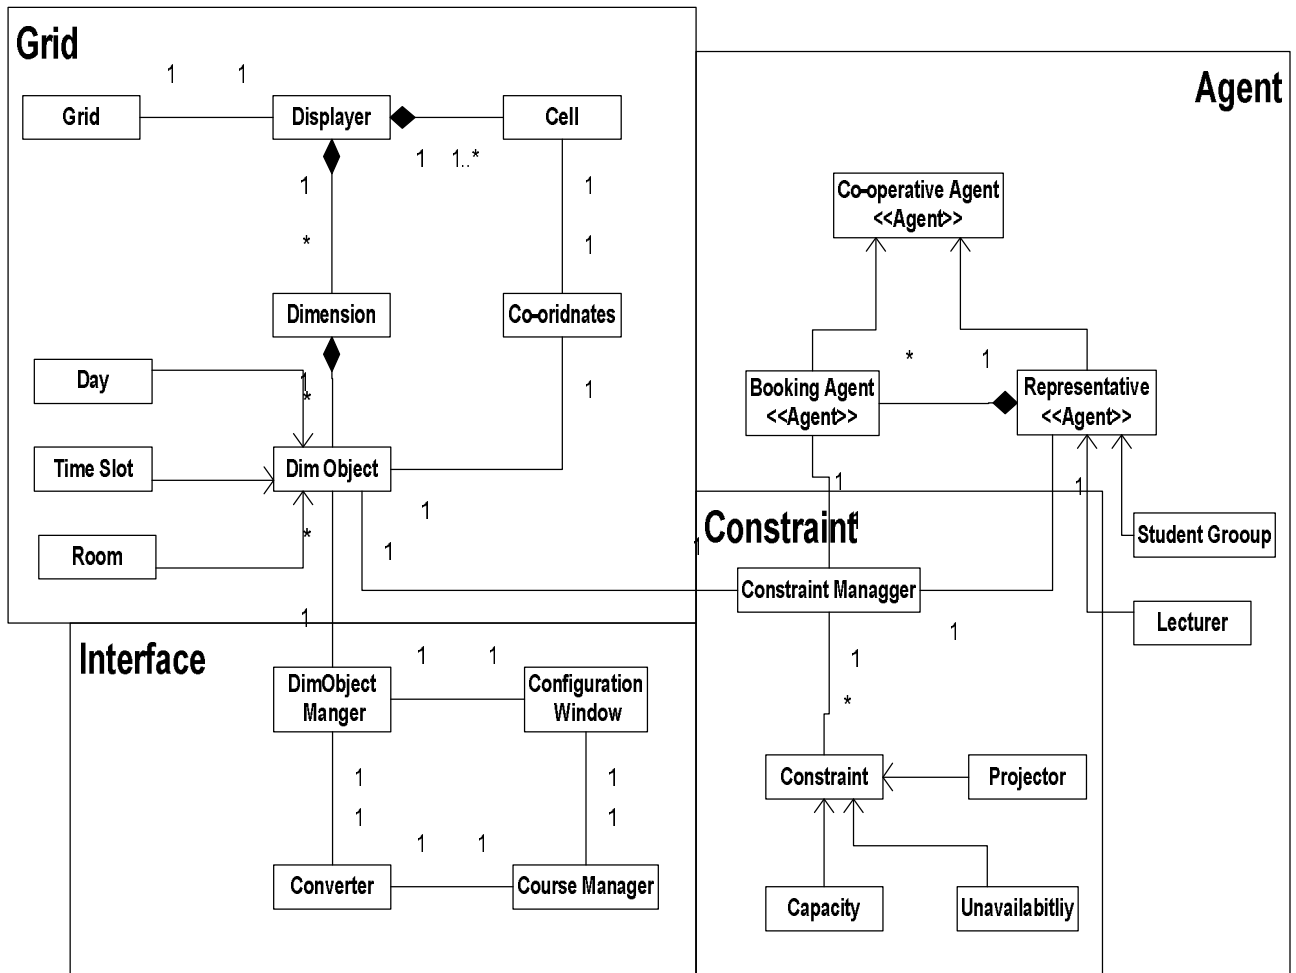 Grid
Agent
1 1
Grid
Displayer
Cell
1 1..*
1
*
1
1
Co-operative Agent
<<Agent>>
Dimension
Co-oridnates
Day
1
*
1
* 1
Booking Agent
<<Agent>>
Representative
<<Agent>>
Time Slot
Dim Object
1
1
1
Room
*
1
1
Constraint
1
1
Student Grooup
Constraint Managger
Lecturer
1
1
Interface
1 1
1
*
DimObject
Manger
Configuration
Window
1
1
1
1
Constraint
Projector
1 1
Converter
Course Manager
Capacity
Unavailabitliy